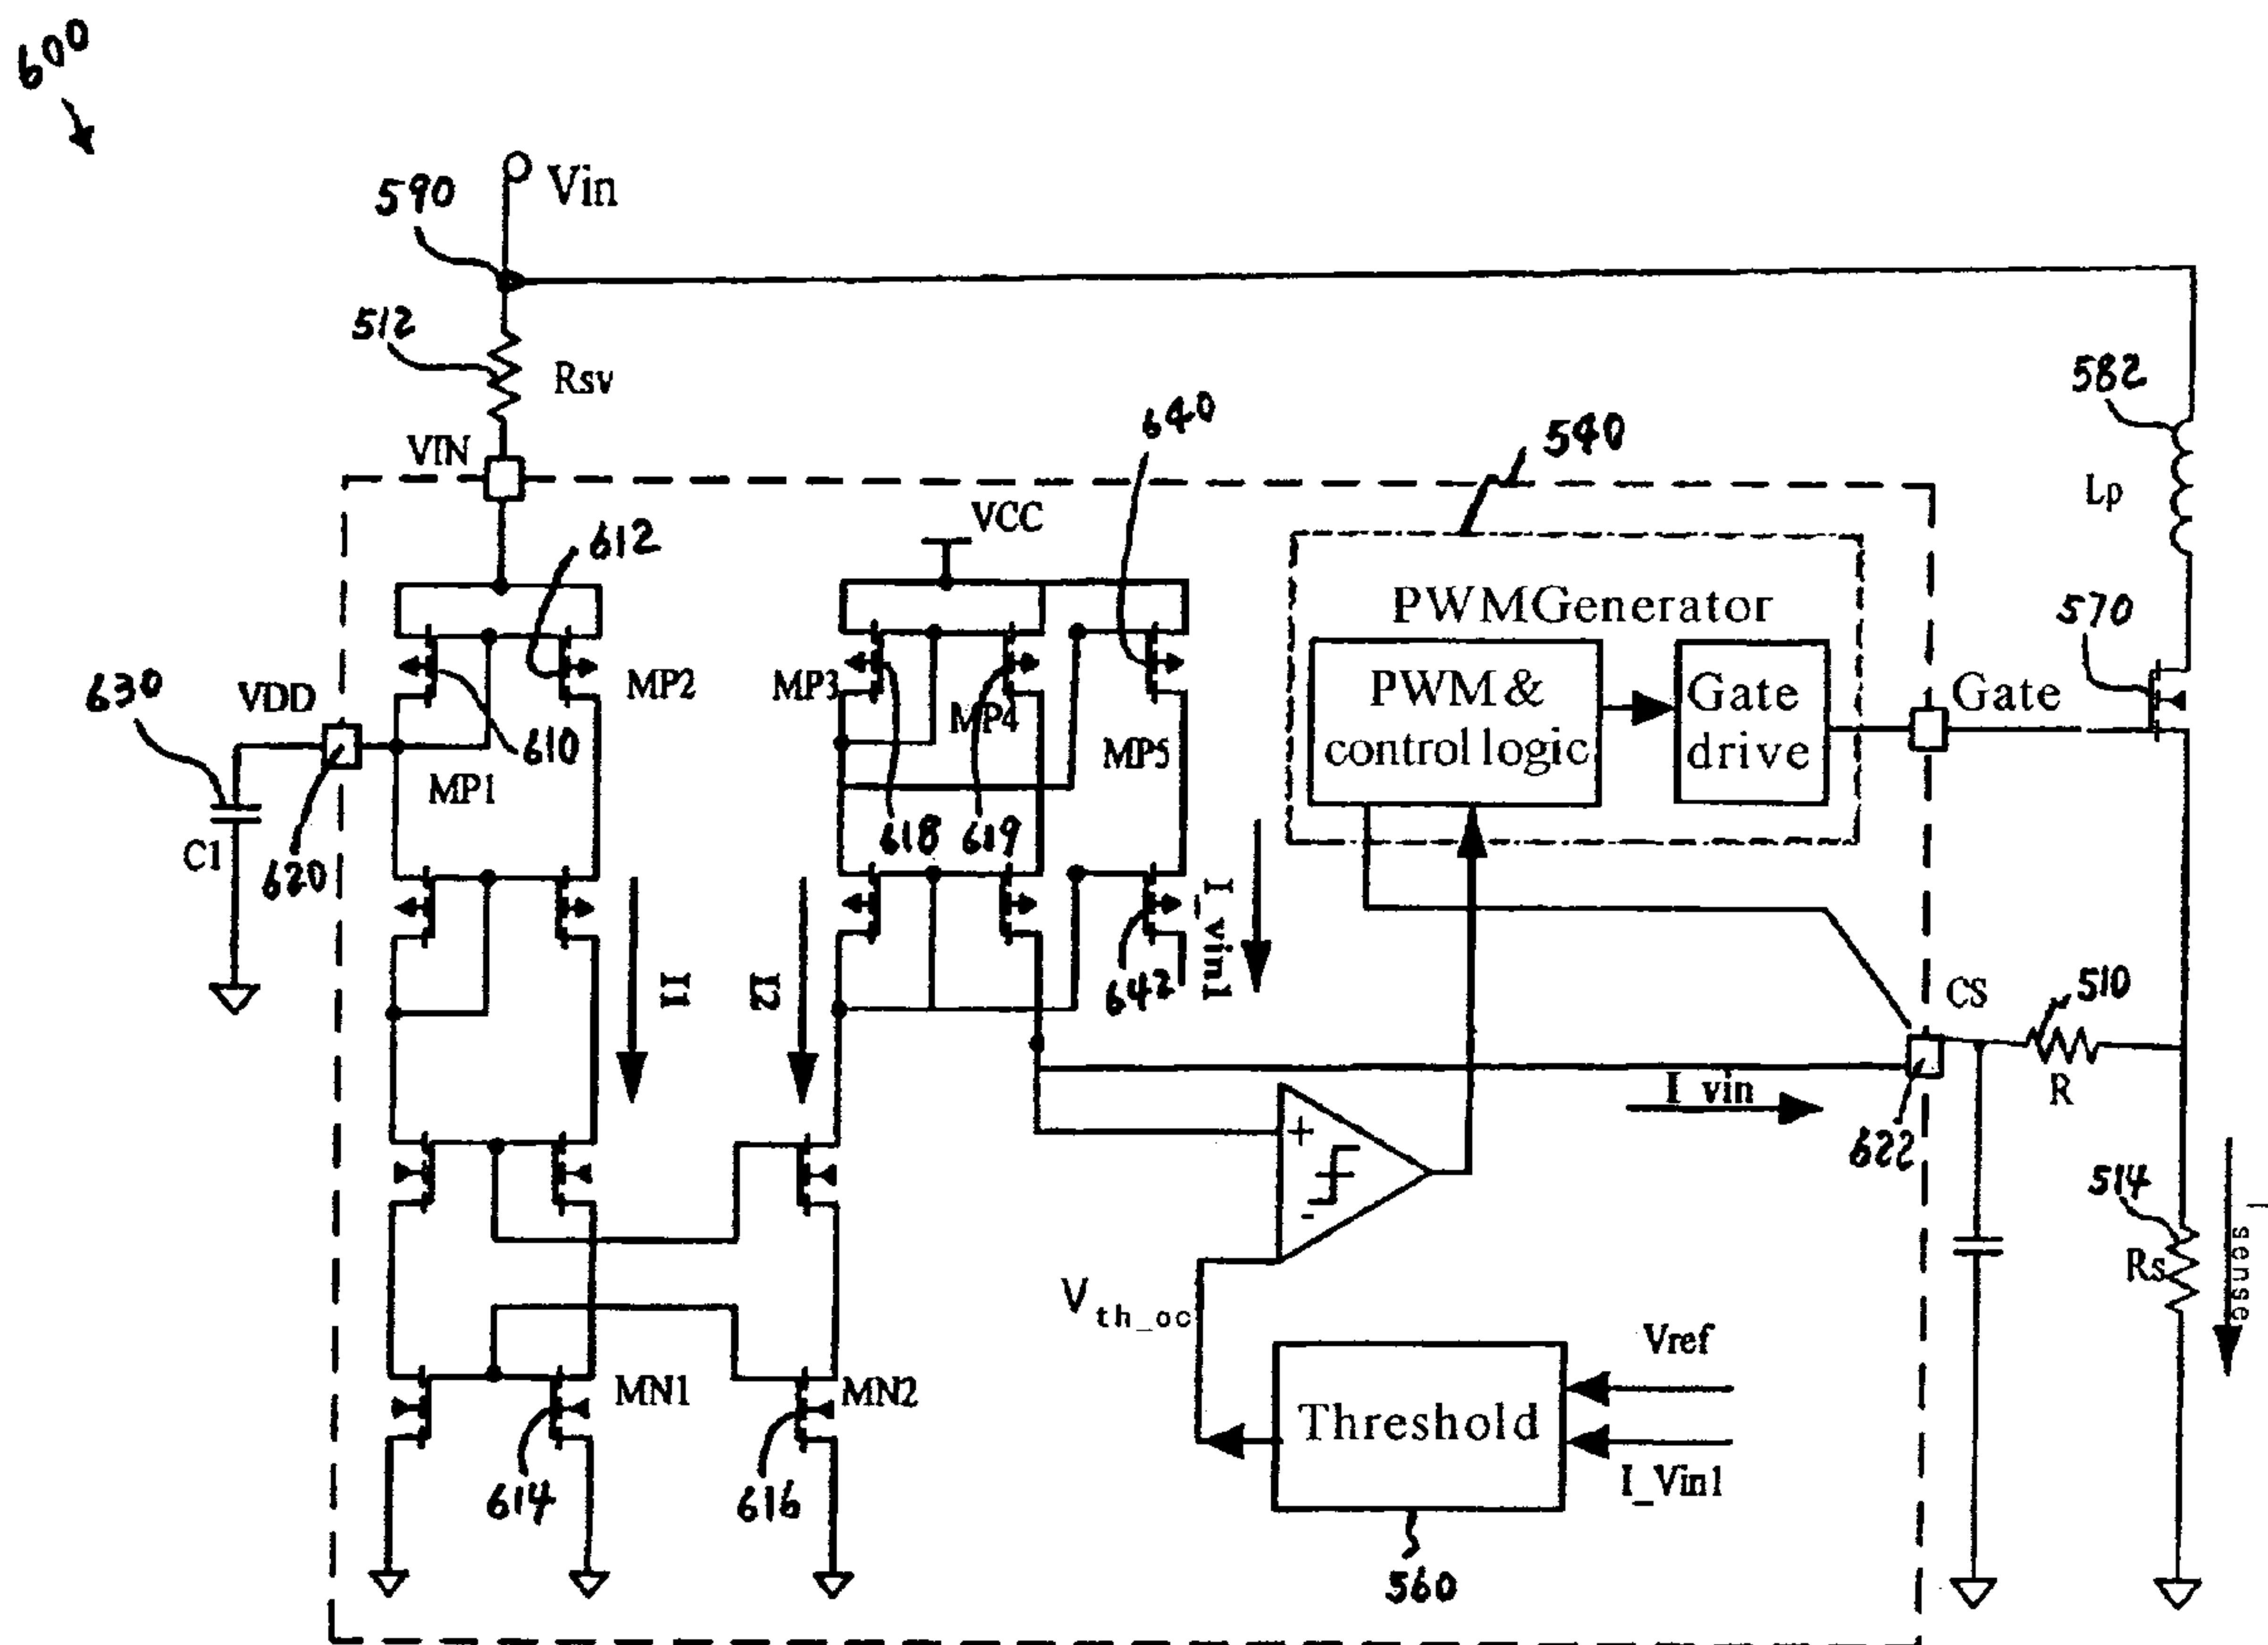 600
590
Vin
512
Rsv
VIN
582
Lp
640
540
VCC
612
PWMGenerator
570
MP2
MP3
PWM &
control logic
Gate
drive
Gate
630
VDD
MP4
MP5
610
MP1
C1
620
618
619
I1
I2
I_vin1
642
CS
510
R
I_vin
622
+
-
514
Rs
I_sense
Vth_oc
Vref
MN1
MN2
Threshold
I_Vin1
614
616
560